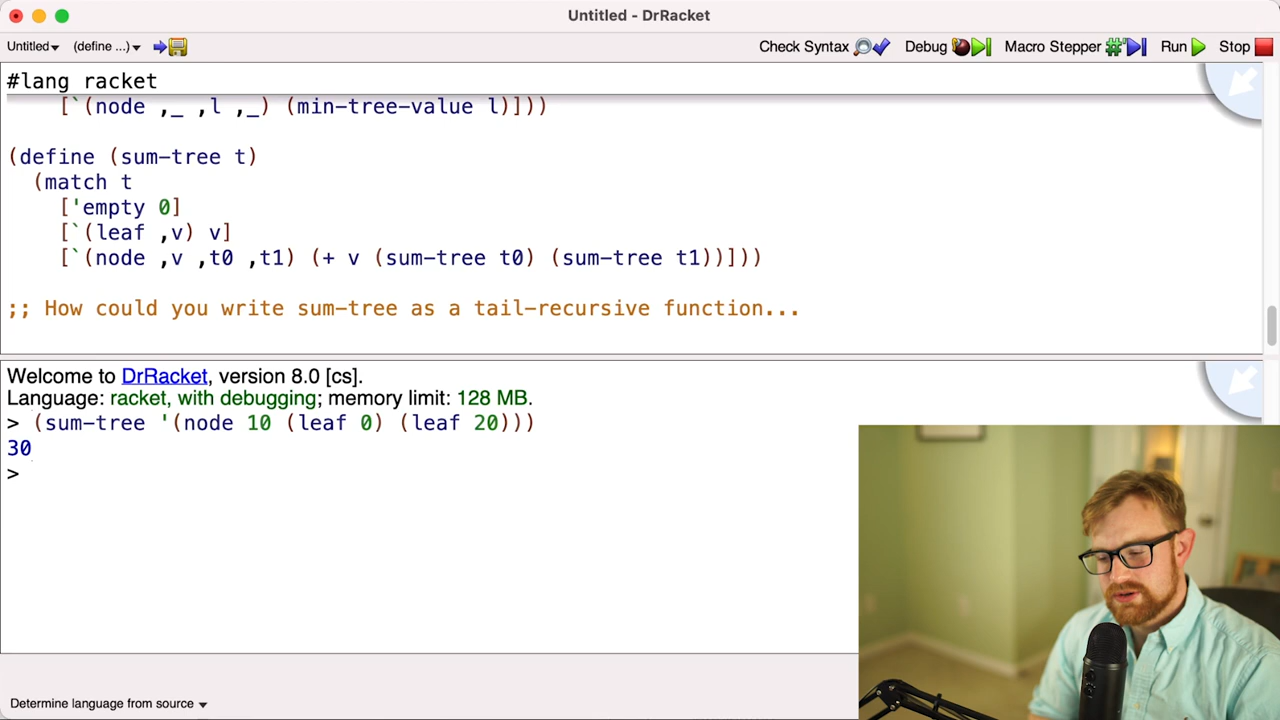 Untitled - DrRacket
Untitled (define ...) Check Syntax Debug Macro Stepper Run Stop
#lang racket
[`(node ,_ ,l ,_) (min-tree-value l)]))
(define (sum-tree t)
(match t
['empty 0]
[`(leaf ,v) v]
[`(node ,v ,t0 ,t1) (+ v (sum-tree t0) (sum-tree t1))]))
;; How could you write sum-tree as a tail-recursive function...
Welcome to DrRacket, version 8.0 [cs].
Language: racket, with debugging; memory limit: 128 MB.
> (sum-tree '(node 10 (leaf 0) (leaf 20)))
30
>
Determine language from source